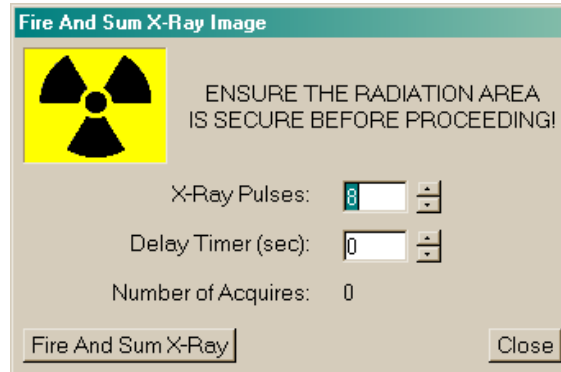 Fire And Sum X-Ray Image
ENSURE THE RADIATION AREA
IS SECURE BEFORE PROCEEDING!
X-Ray Pulses: 8
Delay Timer (sec): 0
Number of Acquires: 0
Fire And Sum X-Ray Close